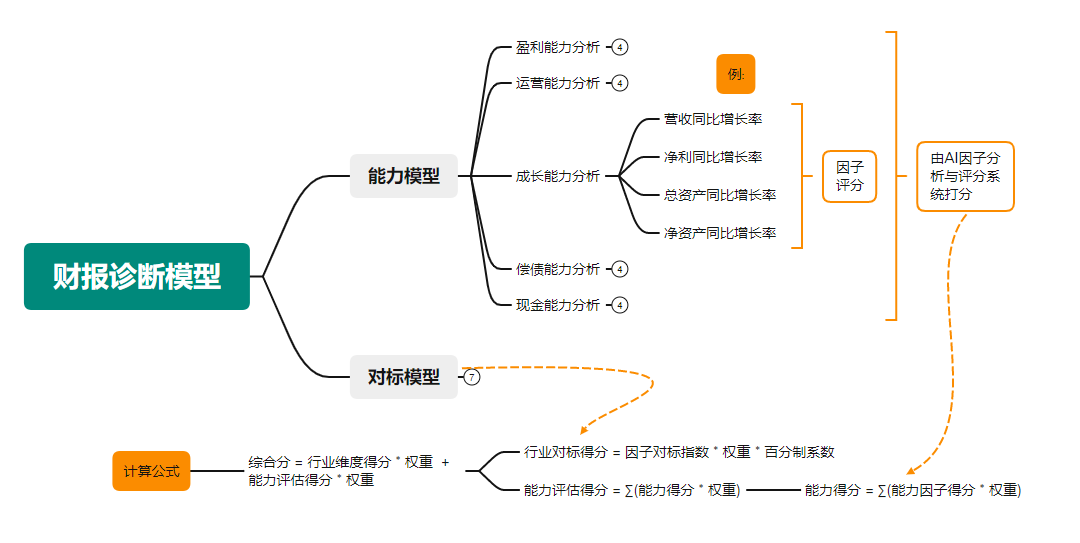 盈利能力分析 4
运营能力分析 4
例:
营收同比增长率
净利同比增长率
能力模型
成长能力分析
总资产同比增长率
净资产同比增长率
因子
评分
由AI因子分
析与评分系
统打分
偿债能力分析 4
现金能力分析 4
财报诊断模型
对标模型 7
计算公式
综合分 = 行业维度得分 * 权重 +
能力评估得分 * 权重
行业对标得分 = 因子对标指数 * 权重 * 百分制系数
能力评估得分 = ∑(能力得分 * 权重)
能力得分 = ∑(能力因子得分 * 权重)